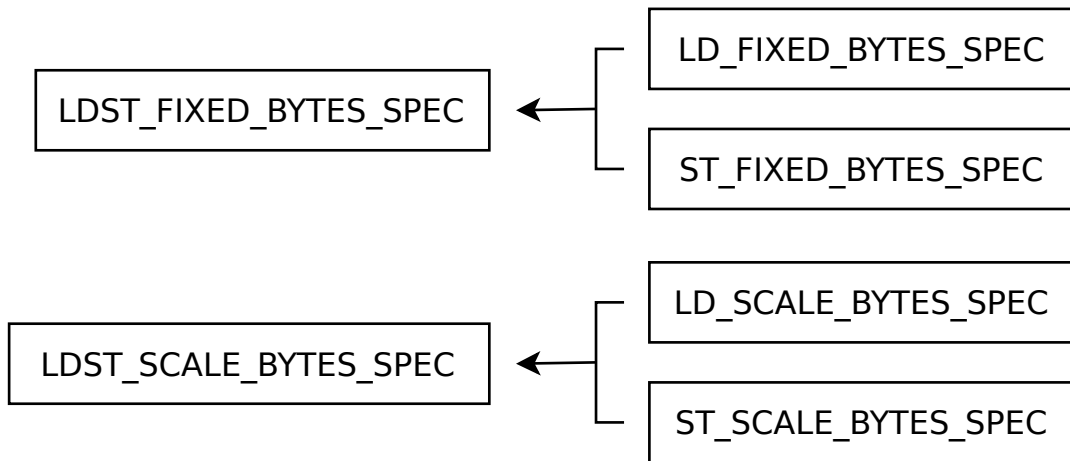 LD_FIXED_BYTES_SPEC
LDST_FIXED_BYTES_SPEC
ST_FIXED_BYTES_SPEC
LD_SCALE_BYTES_SPEC
LDST_SCALE_BYTES_SPEC
ST_SCALE_BYTES_SPEC